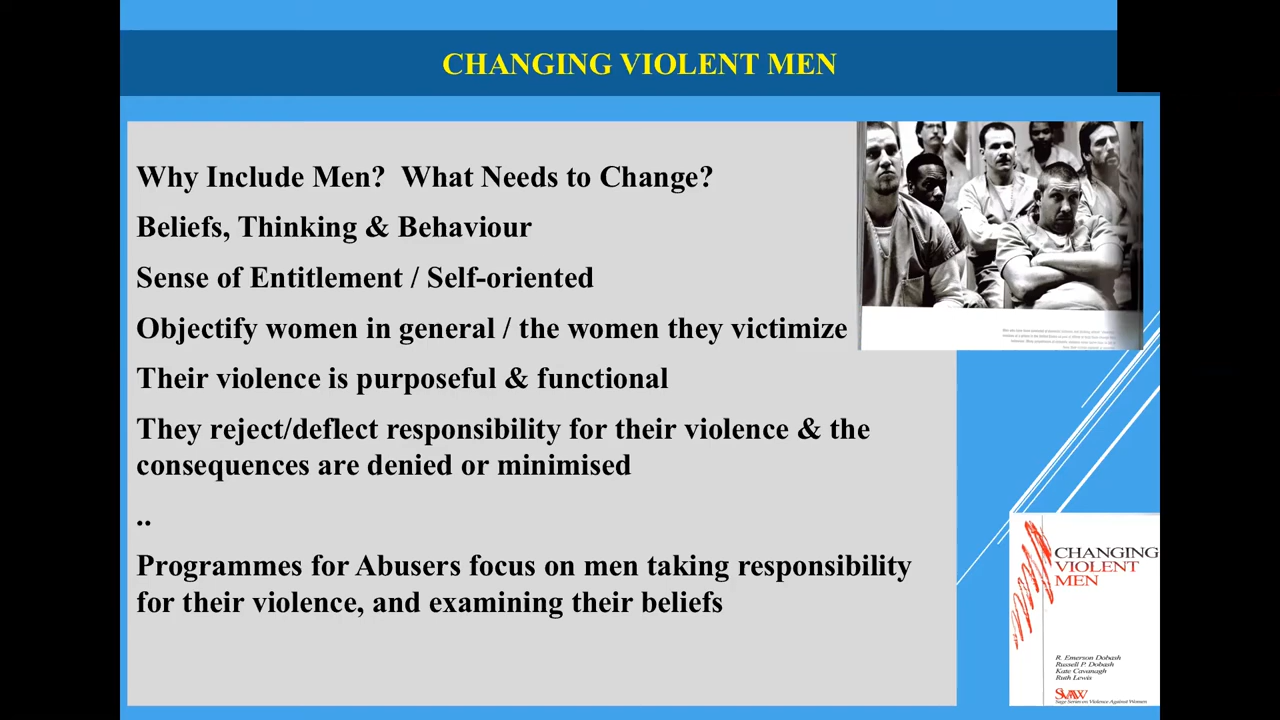 CHANGING VIOLENT MEN
Why Include Men? What Needs to Change?
Beliefs, Thinking & Behaviour
Sense of Entitlement / Self-oriented
Objectify women in general / the women they victimize
Their violence is purposeful & functional
They reject/deflect responsibility for their violence & the
consequences are denied or minimised
..
Programmes for Abusers focus on men taking responsibility
for their violence, and examining their beliefs
CHANGING
VIOLENT
MEN
R. Emerson Dobash
Russell P. Dobash
Kate Cavanagh
Ruth Lewis
SVAW
Sage Series on Violence Against Women